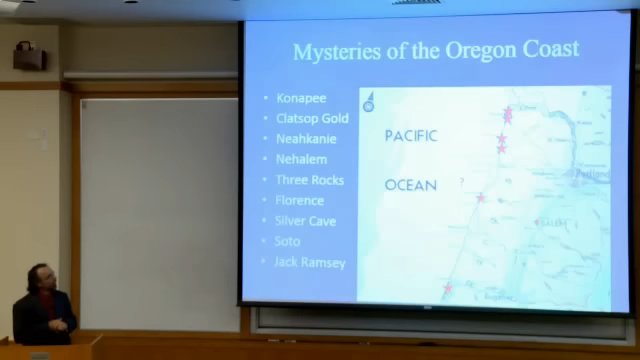 Mysteries of the Oregon Coast
• Konapee
• Clatsop Gold
• Neahkanie
• Nehalem
• Three Rocks
• Florence
• Silver Cave
• Soto
• Jack Ramsey
PACIFIC
OCEAN